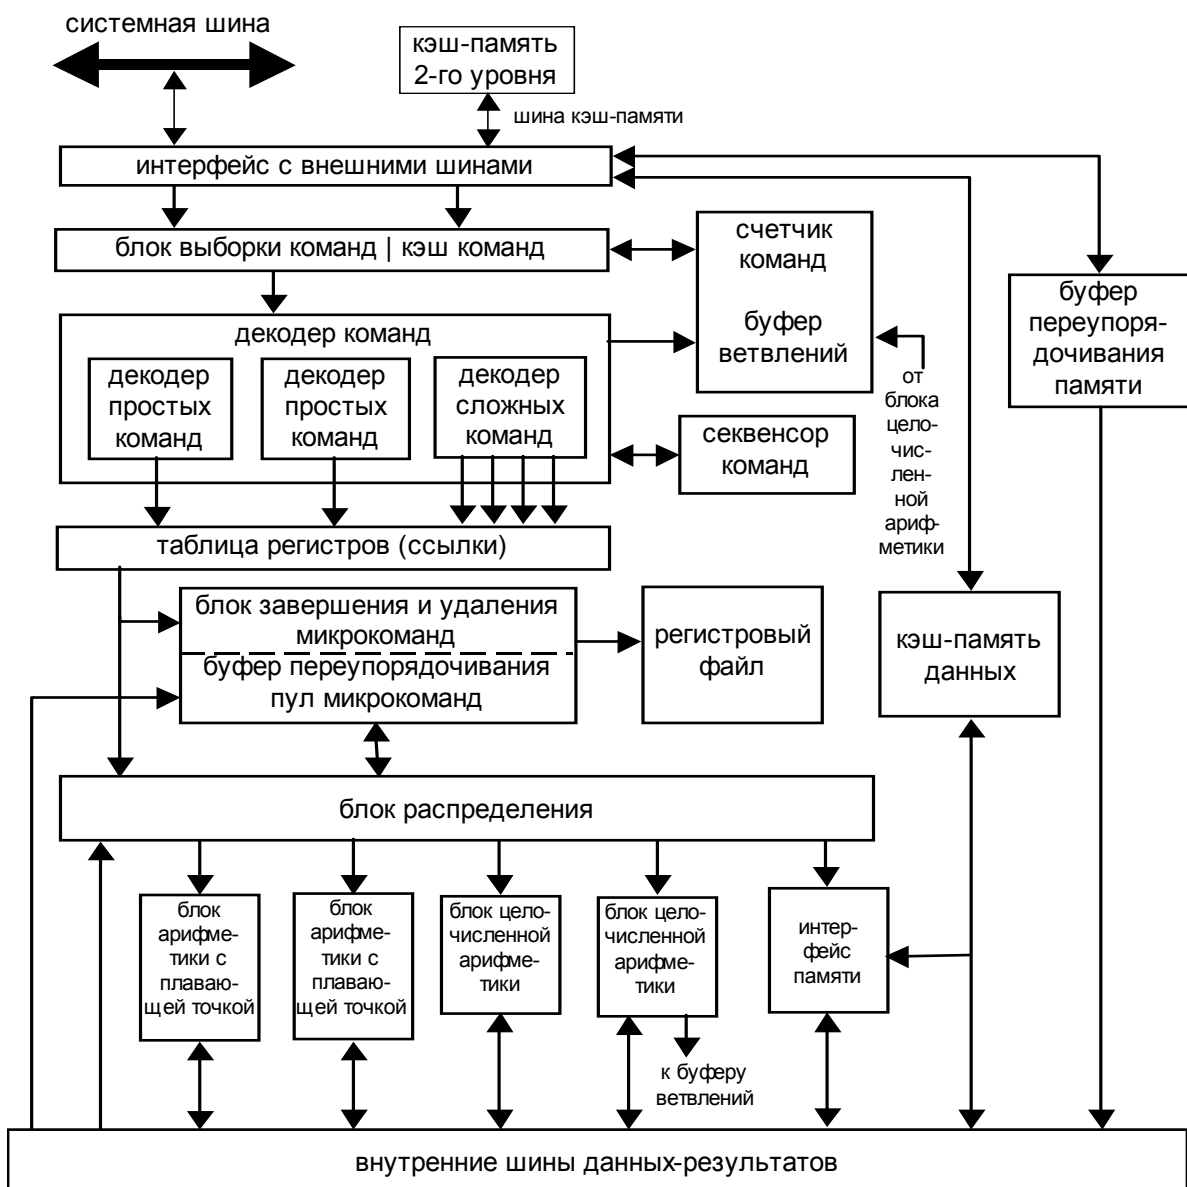 системная шина
кэш-память
2-го уровня
шина кэш-памяти
интерфейс с внешними шинами
блок выборки команд | кэш команд
счетчик
команд
буфер
ветвлений
буфер
переупоря-
дочивания
памяти
декодер команд
декодер
простых
команд
декодер
простых
команд
декодер
сложных
команд
секвенсор
команд
от
блока
цело-
чис-
лен-
ной
ариф-
метики
таблица регистров (ссылки)
блок завершения и удаления
микрокоманд
буфер переупорядочивания
пул микрокоманд
регистровый
файл
кэш-память
данных
блок распределения
блок
арифме-
тики с
плаваю-
щей точкой
блок
арифме-
тики с
плаваю-
щей точкой
блок цело-
численной
арифме-
тики
блок цело-
численной
арифме-
тики
интер-
фейс
памяти
к буферу
ветвлений
внутренние шины данных-результатов